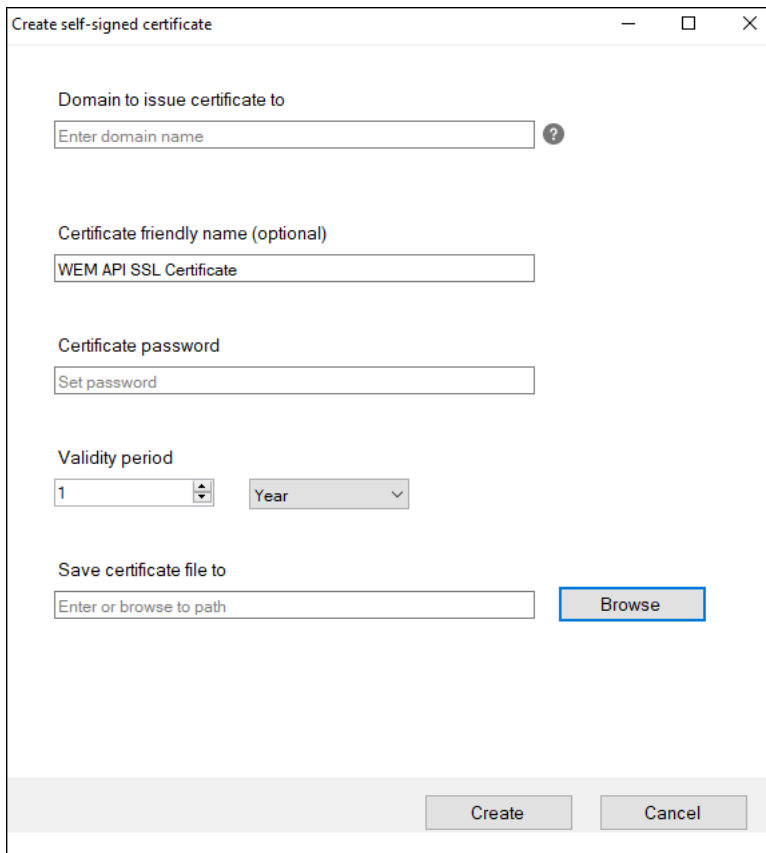 Create self-signed certificate
Domain to issue certificate to
Enter domain name
?
Certificate friendly name (optional)
WEM API SSL Certificate
Certificate password
Set password
Validity period
1 Year
Save certificate file to
Enter or browse to path Browse
Create Cancel